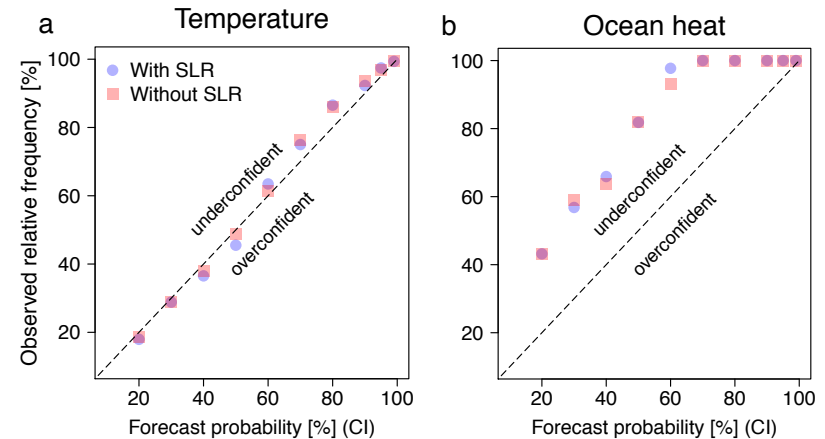 a
Temperature
b
Ocean heat
With SLR
Without SLR
underconfident
overconfident
underconfident
overconfident
Observed relative frequency [%]
100
80
60
40
20
100
80
60
40
20
20 40 60 80 100
20 40 60 80 100
Forecast probability [%] (CI)
Forecast probability [%] (CI)